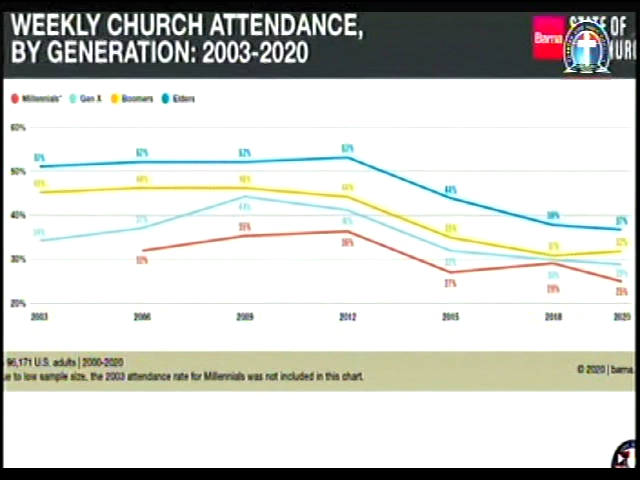 WEEKLY CHURCH ATTENDANCE,
BY GENERATION: 2003-2020
Barna
STATE OF
Millennials* Gen X Boomers Elders
60%
50%
40%
30%
20%
51% 52% 52% 53% 44% 38% 37%
45% 46% 46% 44% 35% 31% 32%
34% 37% 44% 41% 32% 30% 29%
32% 35% 36% 27% 29% 25%
2003 2006 2009 2012 2015 2018 2020
96,171 U.S. adults | 2000-2020
ue to low sample size, the 2003 attendance rate for Millennials was not included in this chart.
© 2020 | barna.